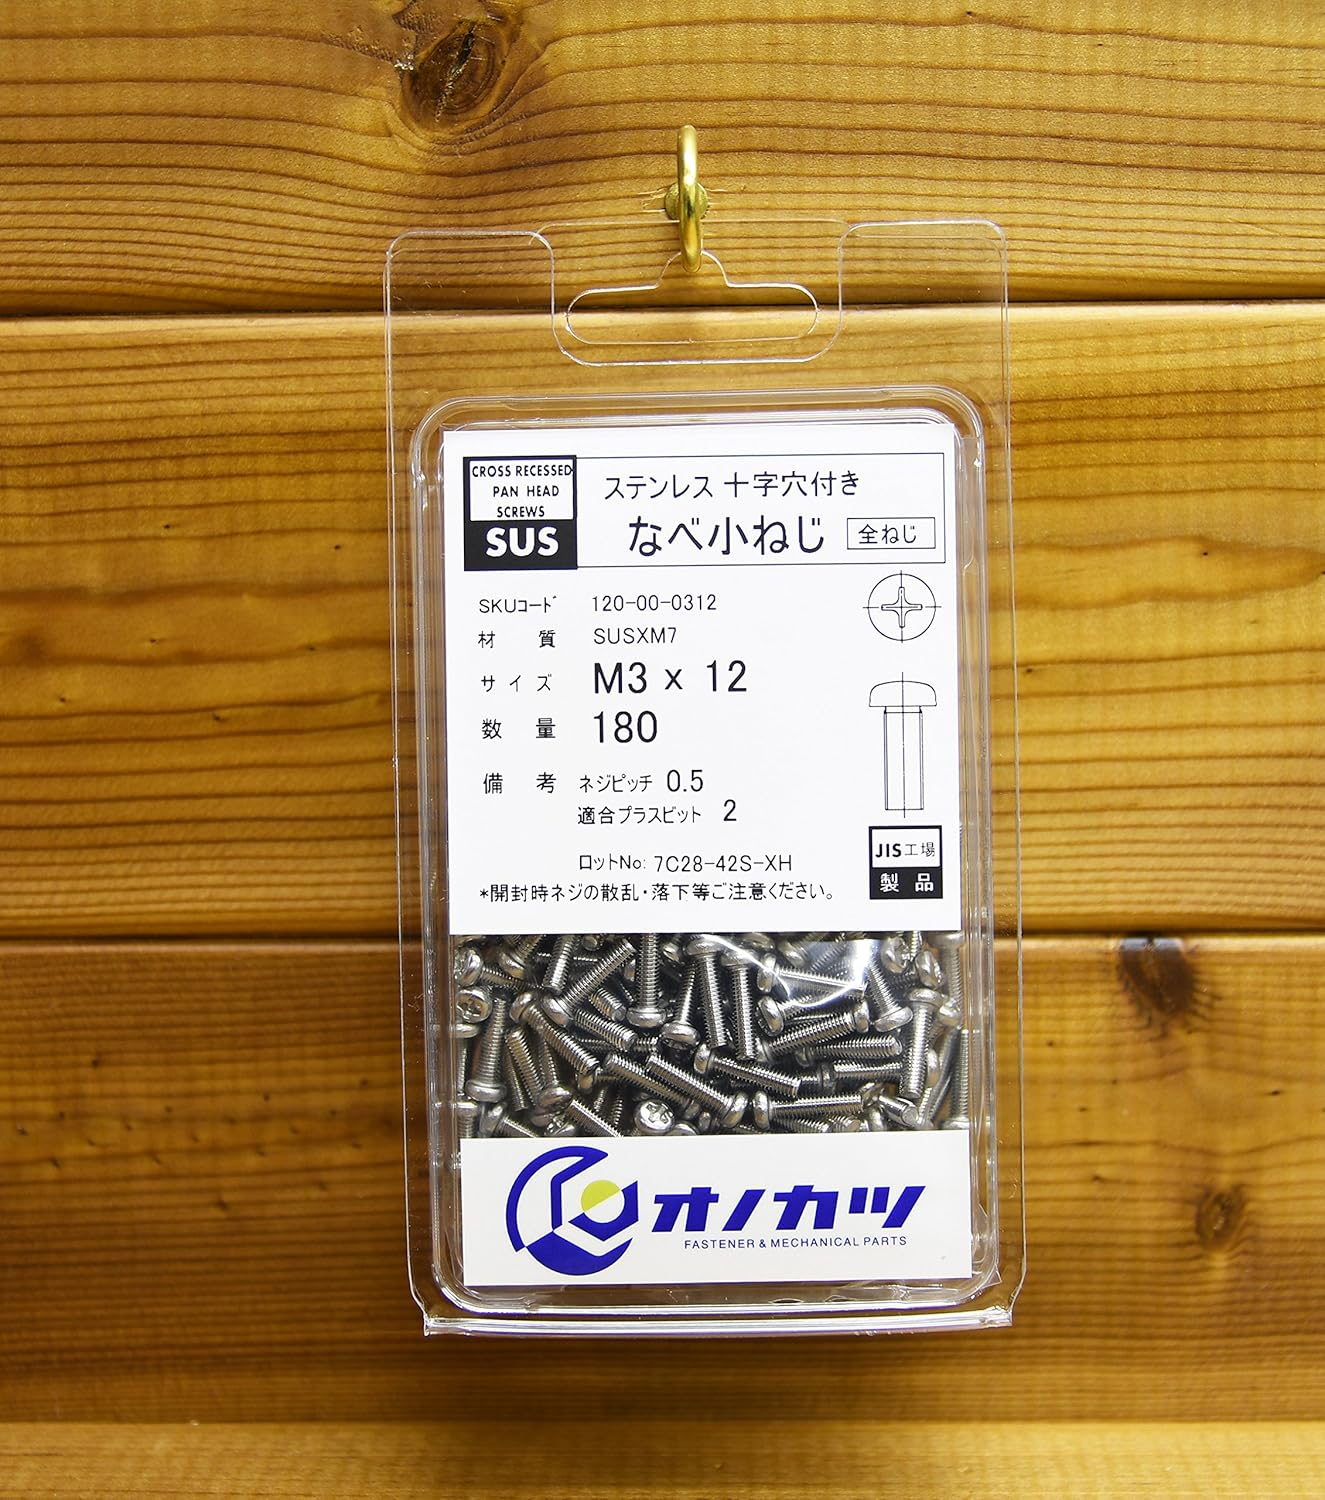 CROSS RECESSED
PAN HEAD
SCREWS
SUS
ステンレス 十字穴付き
なべ小ねじ 全ねじ
SKUコード 120-00-0312
材 質 SUSXM7
サイズ M3 x 12
数 量 180
備 考 ネジピッチ 0.5
適合プラスビット 2
ロットNo: 7C28-42S-XH
*開封時ネジの散乱・落下等ご注意ください。
JIS工場
製 品
オノカツ
FASTENER & MECHANICAL PARTS